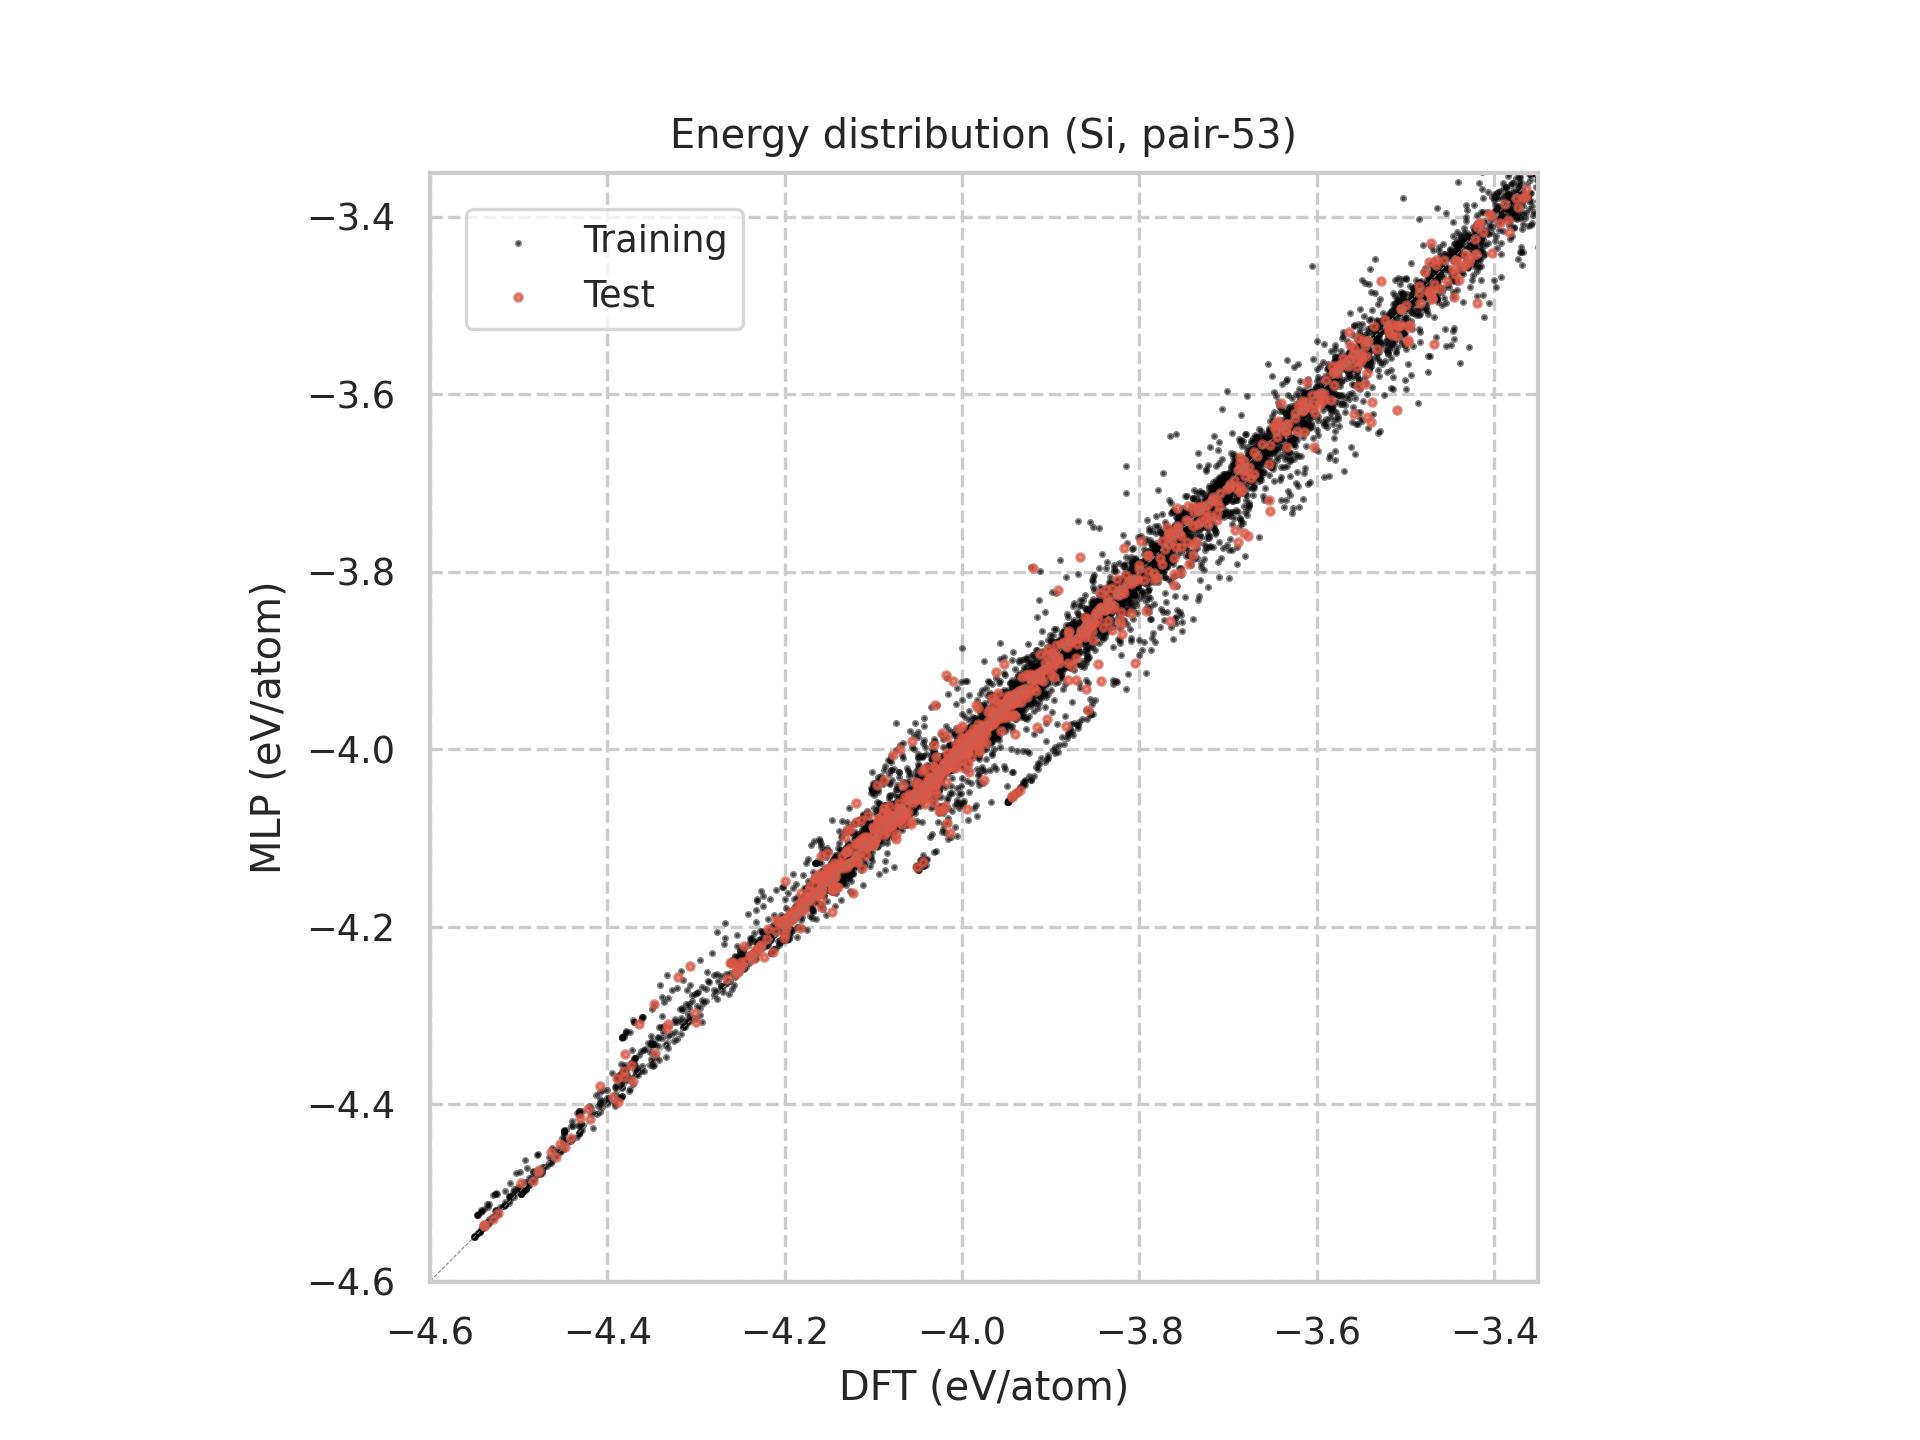 Energy distribution (Si, pair-53)
Training
Test
MLP (eV/atom)
−3.4
−3.6
−3.8
−4.0
−4.2
−4.4
−4.6
−4.6 −4.4 −4.2 −4.0 −3.8 −3.6 −3.4
DFT (eV/atom)